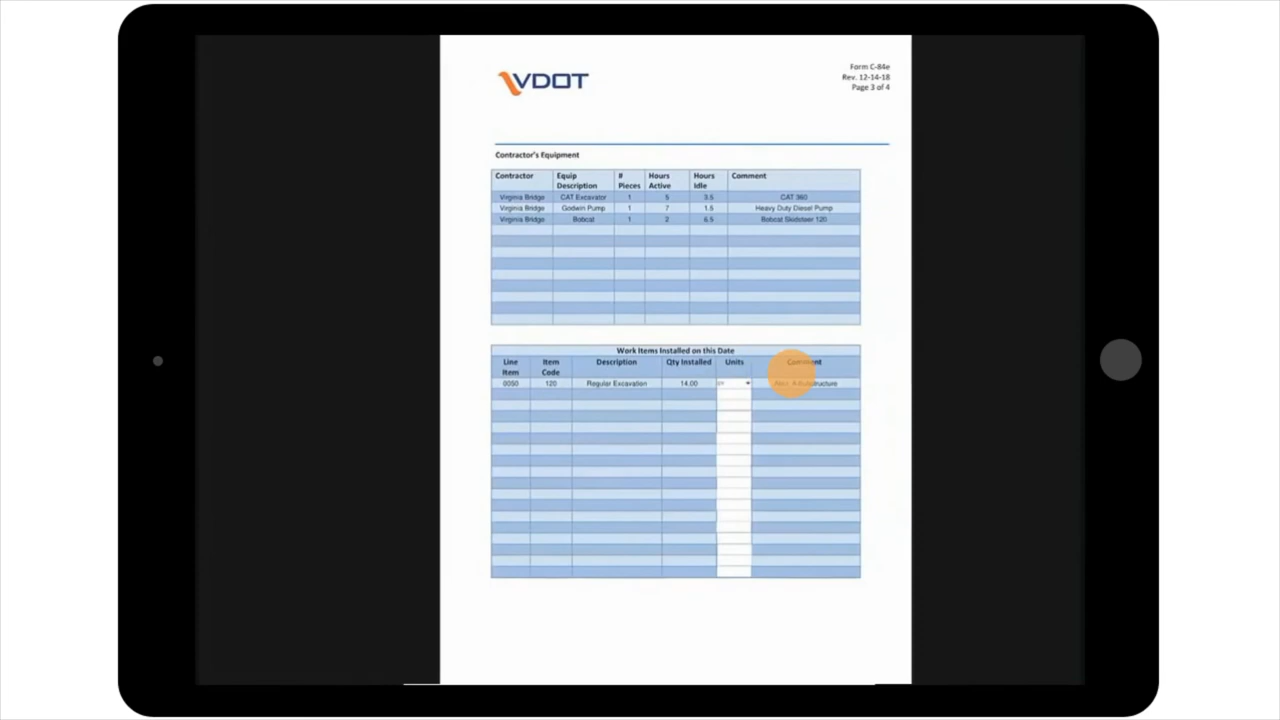 VDOT
Form C-84e
Rev. 12-14-18
Page 3 of 4
Contractor's Equipment
Contractor Equip Description # Pieces Hours Active Hours Idle Comment
Virginia Bridge CAT Excavator 1 5 3.5 CAT 360
Virginia Bridge Godwin Pump 1 7 1.5 Heavy Duty Diesel Pump
Virginia Bridge Bobcat 1 2 6.5 Bobcat Skidsteer 120
Work Items Installed on this Date
Line Item Item Code Description Qty Installed Units Comment
0050 120 Regular Excavation 14.00